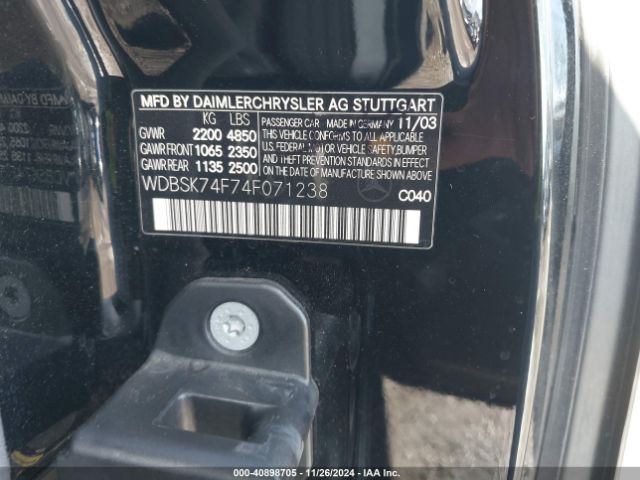 MFD BY DAIMLERCHRYSLER AG STUTTGART
KG LBS
GVWR 2200 4850
GAWR FRONT 1065 2350
GAWR REAR 1135 2500
PASSENGER CAR MADE IN GERMANY 11/03
THIS VEHICLE CONFORMS TO ALL APPLICABLE
U.S. FEDERAL MOTOR VEHICLE SAFETY, BUMPER
AND THEFT PREVENTION STANDARDS IN EFFECT
ON THE DATE OF MANUFACTURE SHOWN ABOVE
WDBSK74F74F071238
C040
000-40898705 - 11/26/2024 - IAA Inc.